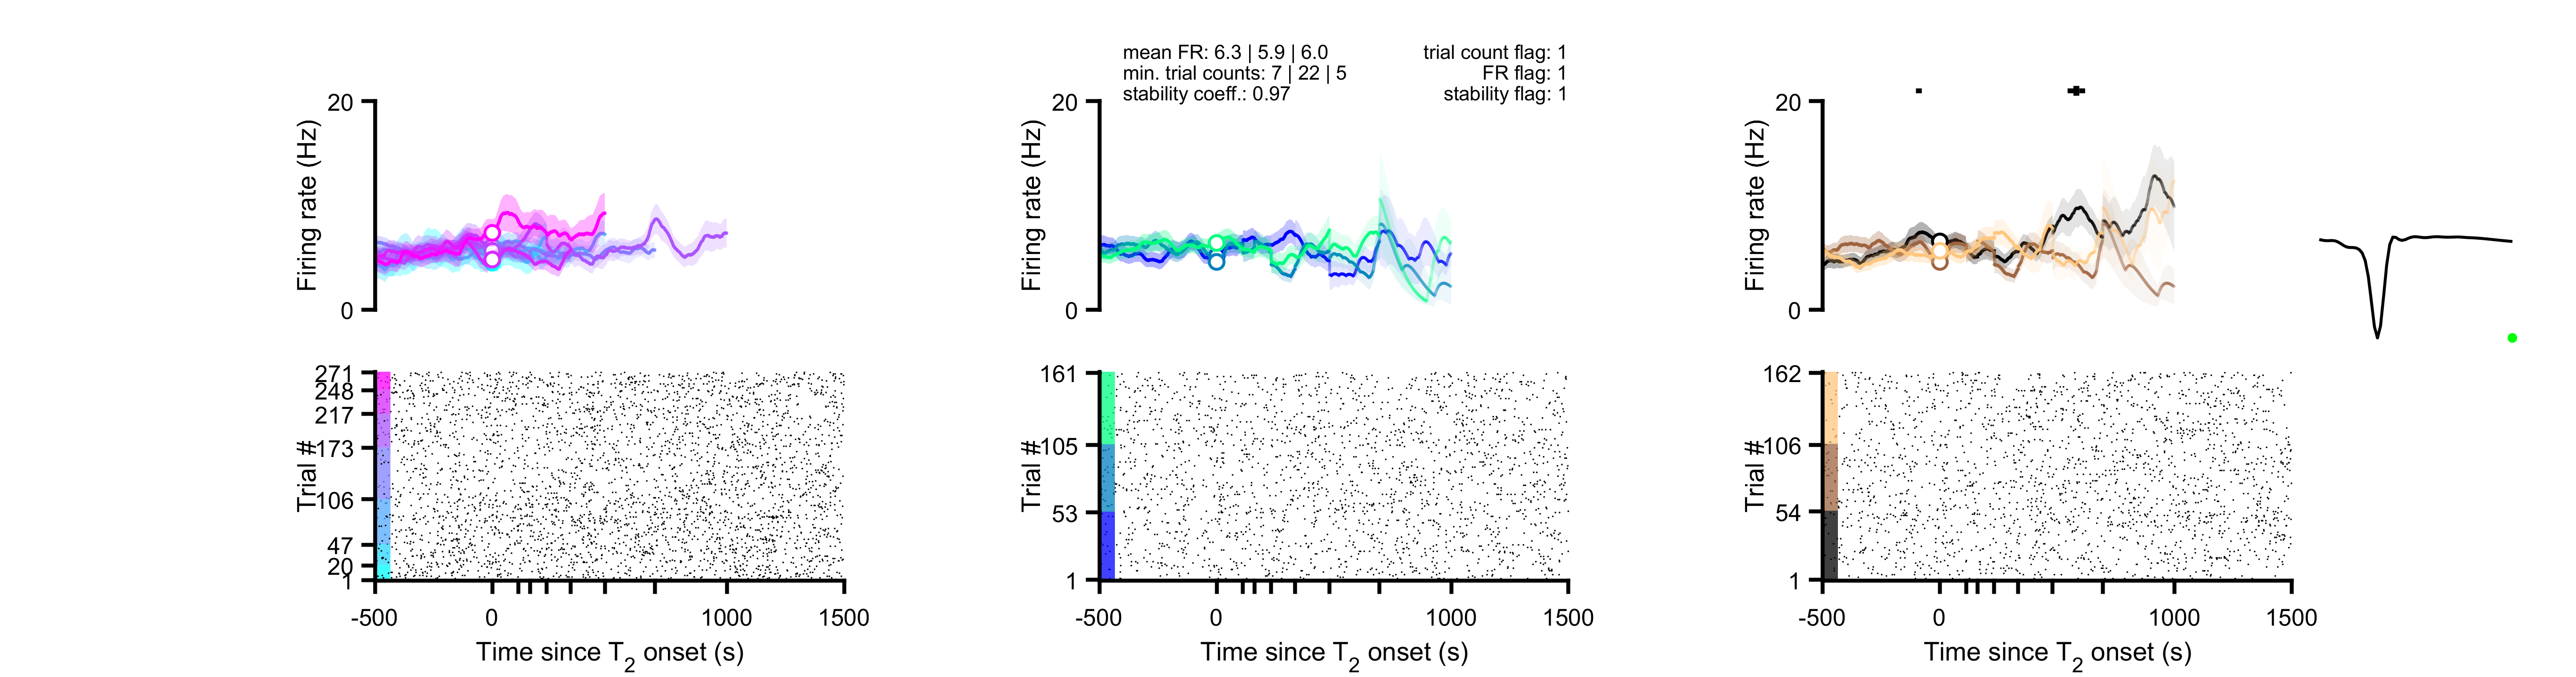 mean FR: 6.3 | 5.9 | 6.0
min. trial counts: 7 | 22 | 5
stability coeff.: 0.97
trial count flag: 1
FR flag: 1
stability flag: 1
Firing rate (Hz)
20
0
Firing rate (Hz)
20
0
Firing rate (Hz)
20
0
Trial #
271
248
217
173
106
47
20
1
-500
0
1000
1500
Time since T2 onset (s)
Trial #
161
105
53
1
-500
0
1000
1500
Time since T2 onset (s)
Trial #
162
106
54
1
-500
0
1000
1500
Time since T2 onset (s)